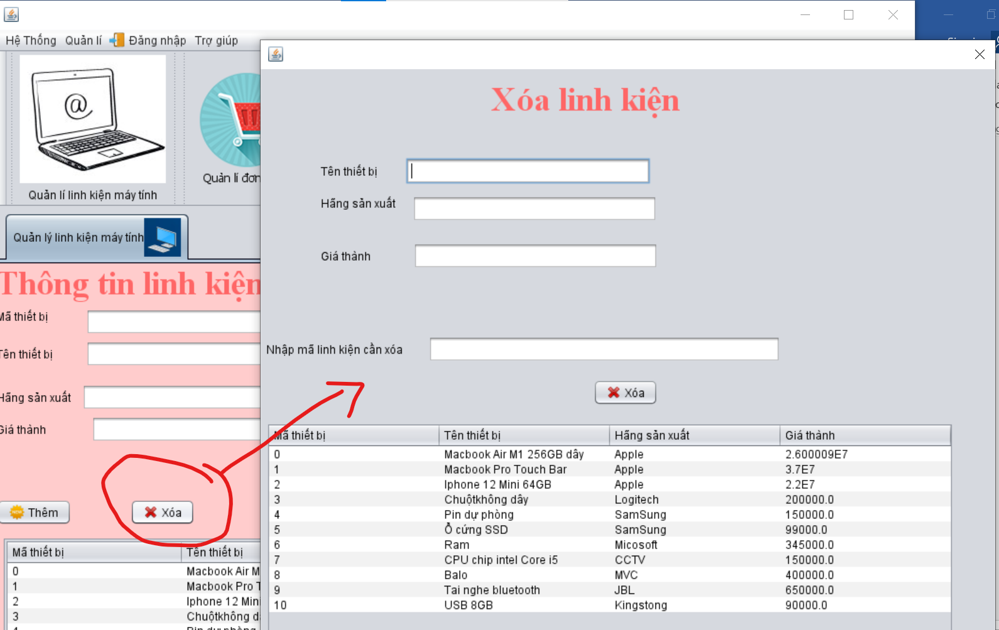 Hệ Thống Quản lí Đăng nhập Trợ giúp
@
Quản lí linh kiện máy tính
Quản lí đơn
Quản lý linh kiện máy tính
Thông tin linh kiện
Mã thiết bị
Tên thiết bị
Hãng sản xuất
Giá thành
Thêm
Xóa
Mã thiết bị Tên thiết bị
0 Macbook Air M
1 Macbook Pro T
2 Iphone 12 Mini
3 Chuộtkhông d
4 Pin dự phòng
Xóa linh kiện
Tên thiết bị
Hãng sản xuất
Giá thành
Nhập mã linh kiện cần xóa
Xóa
Mã thiết bị Tên thiết bị Hãng sản xuất Giá thành
0 Macbook Air M1 256GB dây Apple 2.600009E7
1 Macbook Pro Touch Bar Apple 3.7E7
2 Iphone 12 Mini 64GB Apple 2.2E7
3 Chuộtkhông dây Logitech 200000.0
4 Pin dự phòng SamSung 150000.0
5 Ổ cứng SSD SamSung 99000.0
6 Ram Micosoft 345000.0
7 CPU chip intel Core i5 CCTV 150000.0
8 Balo MVC 400000.0
9 Tai nghe bluetooth JBL 650000.0
10 USB 8GB Kingstong 90000.0